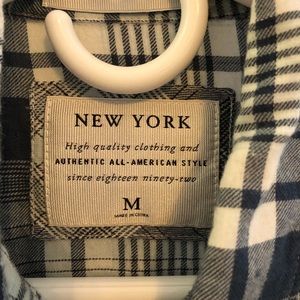 NEW YORK
High quality clothing and
AUTHENTIC ALL-AMERICAN STYLE
since eighteen ninety-two
M
MADE IN CHINA